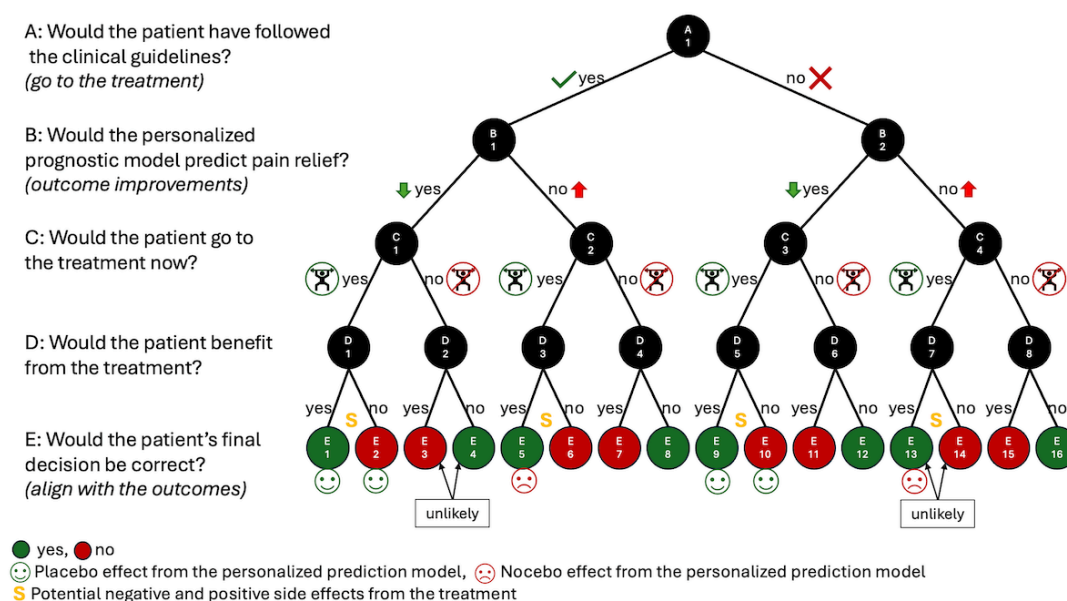 A: Would the patient have followed
the clinical guidelines?
(go to the treatment)
A
1
yes
no
B: Would the personalized
prognostic model predict pain relief?
(outcome improvements)
B
1
B
2
yes
no
yes
no
C: Would the patient go to
the treatment now?
C
1
C
2
C
3
C
4
yes
no
yes
no
yes
no
yes
no
D: Would the patient benefit
from the treatment?
D
1
D
2
D
3
D
4
D
5
D
6
D
7
D
8
yes
S
no
yes
no
yes
S
no
yes
no
yes
S
no
yes
no
yes
S
no
yes
no
E: Would the patient's final
decision be correct?
(align with the outcomes)
E
1
E
2
E
3
E
4
E
5
E
6
E
7
E
8
E
9
E
10
E
11
E
12
E
13
E
14
E
15
E
16
unlikely
unlikely
yes, no
Placebo effect from the personalized prediction model, Nocebo effect from the personalized prediction model
S Potential negative and positive side effects from the treatment